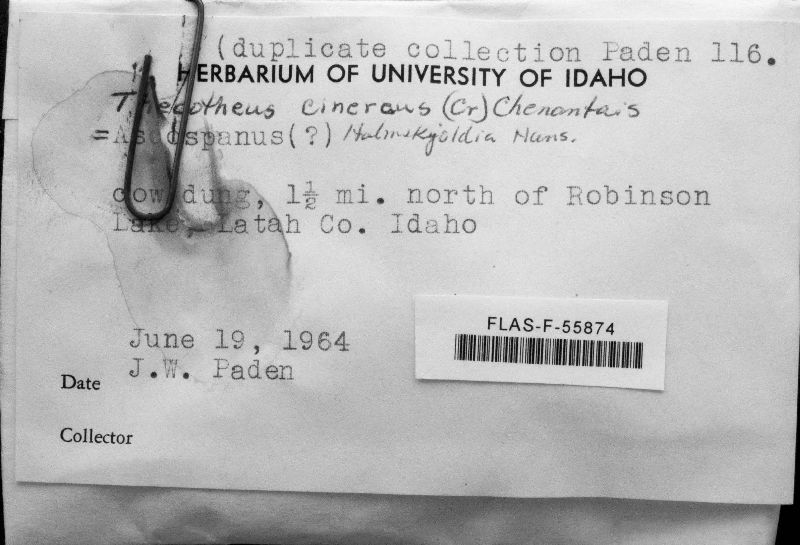 (duplicate collection Paden 116.
HERBARIUM OF UNIVERSITY OF IDAHO
Thecotheus cinereus (Cr) Chenantais
=Ascospanus(?) Holmskjoldia Hans.
cow dung, 1½ mi. north of Robinson
Lake, Latah Co. Idaho
June 19, 1964
J.W. Paden
Date
Collector
FLAS-F-55874